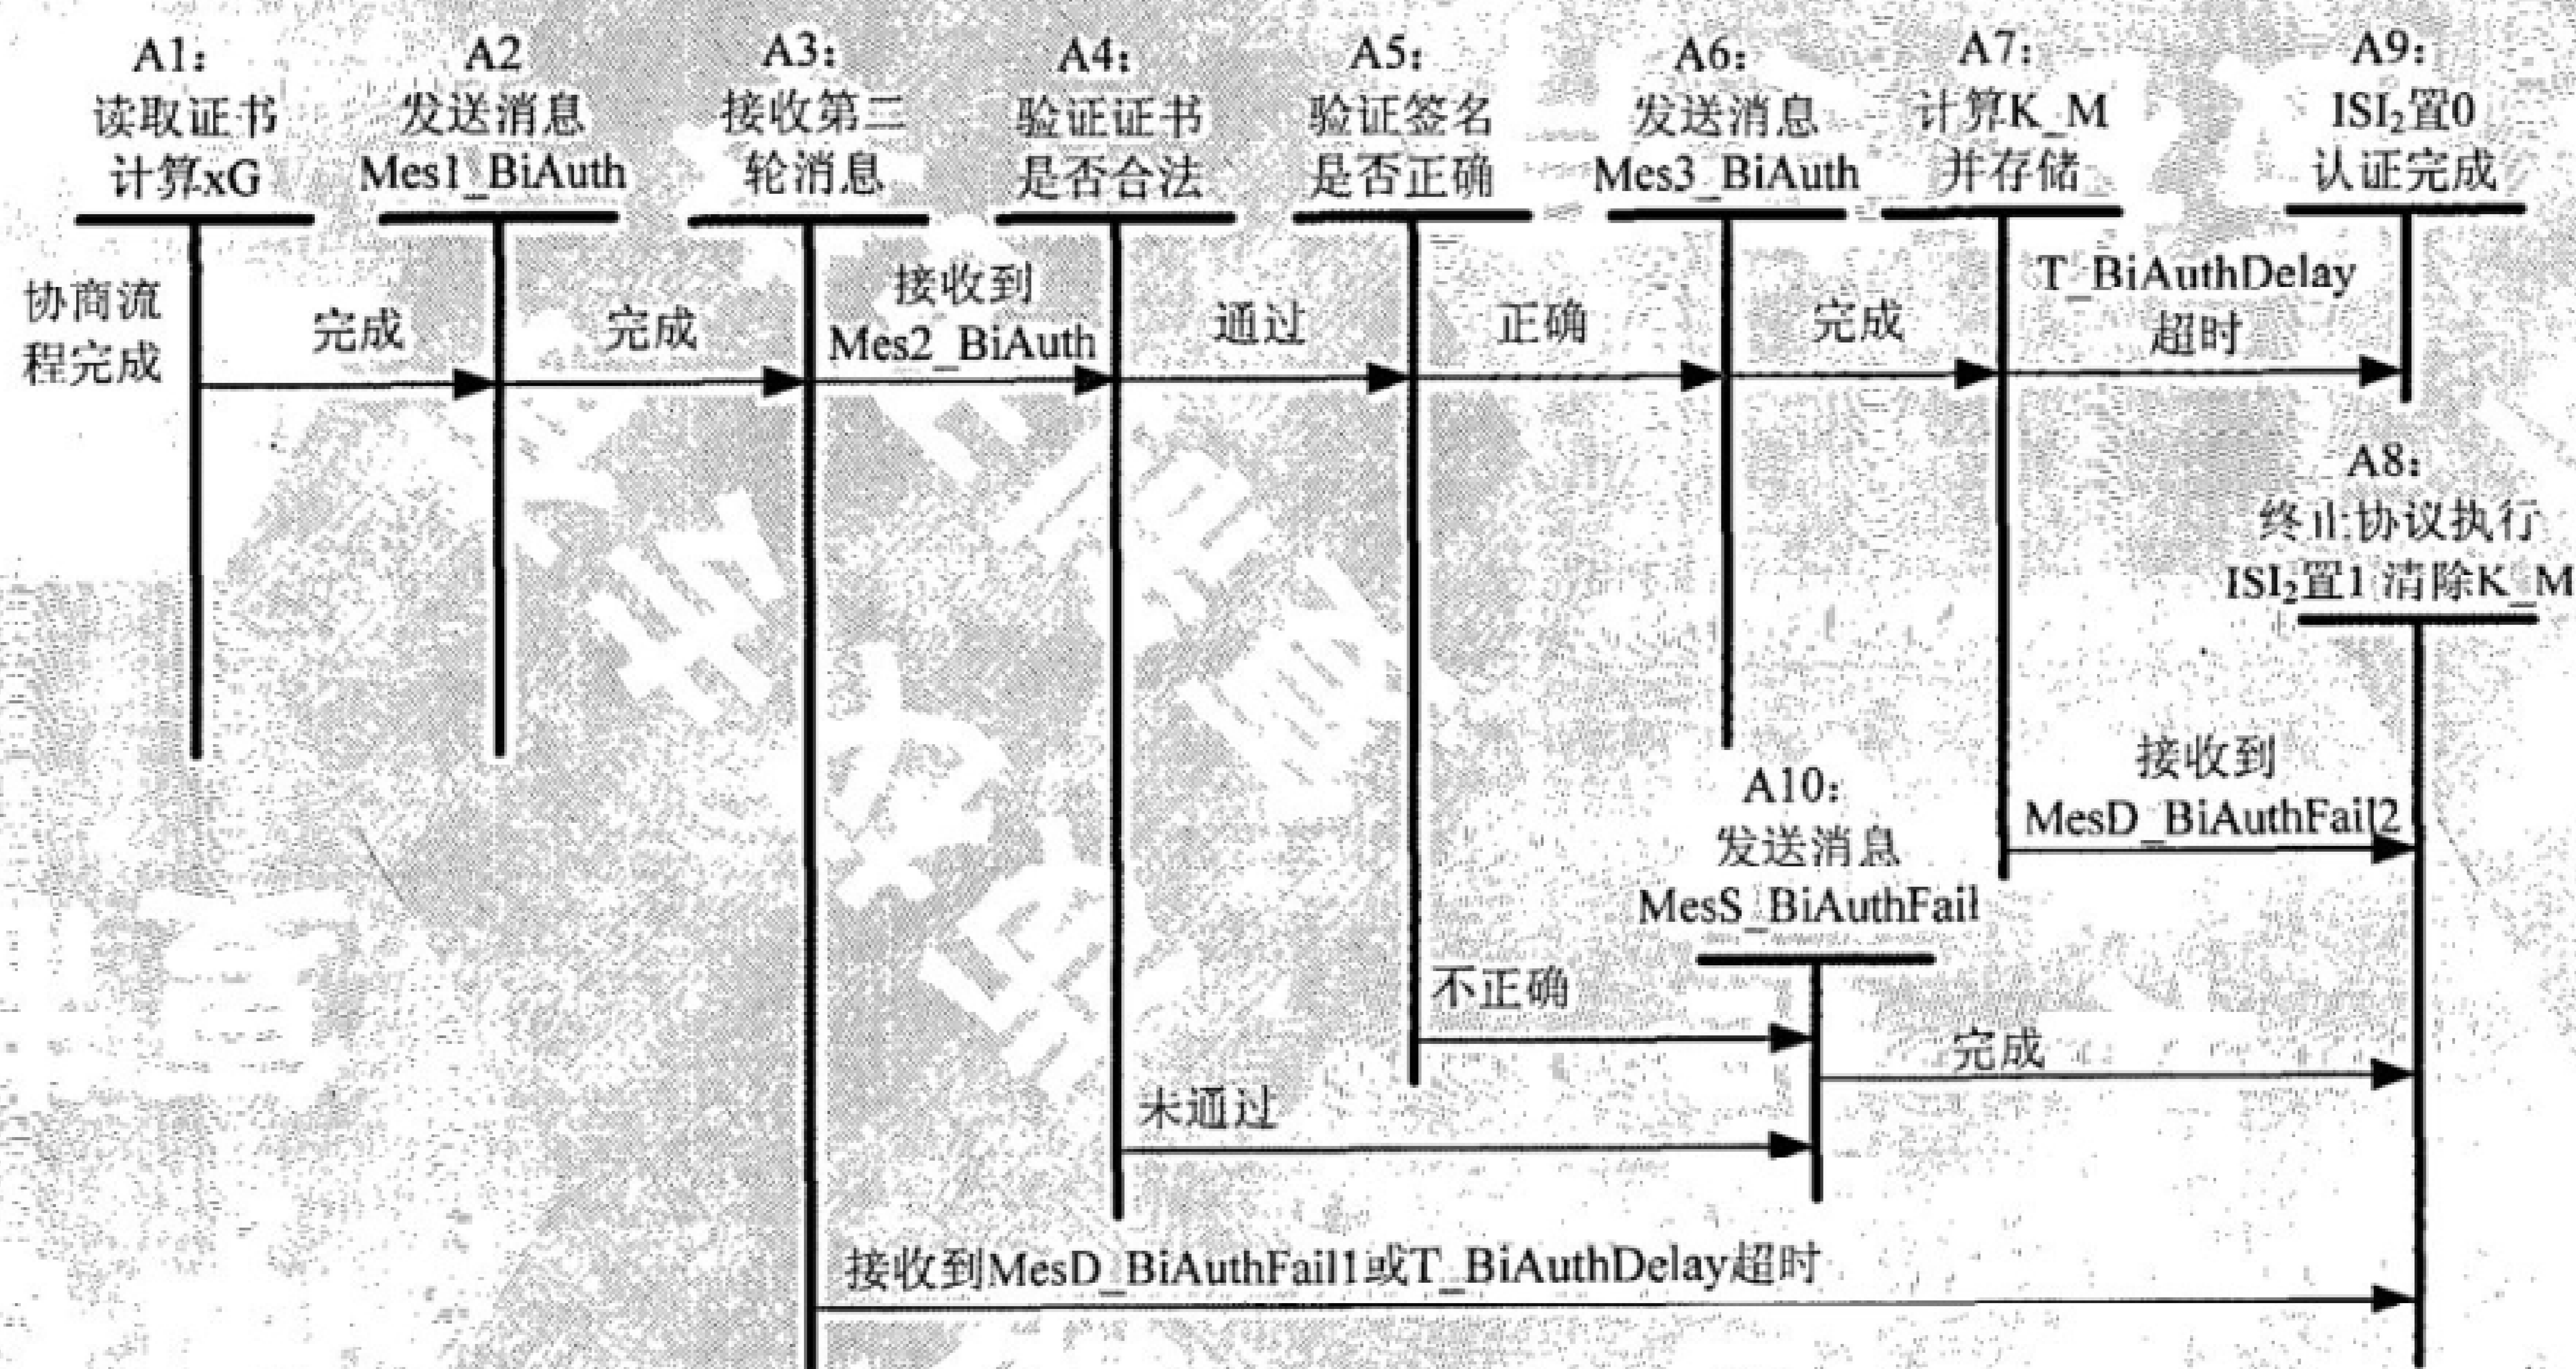 A1:
读取证书
计算xG
A2
发送消息
Mes1_BiAuth
A3:
接收第二
轮消息
A4:
验证证书
是否合法
A5:
验证签名
是否正确
A6:
发送消息
Mes3_BiAuth
A7:
计算K_M
并存储
A9:
ISI₂置0
认证完成
协商流
程完成
完成
完成
接收到
Mes2_BiAuth
通过
正确
完成
T_BiAuthDelay
超时
A8:
终止协议执行
ISI₂置1 清除K_M
接收到
MesD_BiAuthFail2
A10:
发送消息
MesS_BiAuthFail
不正确
完成
未通过
接收到MesD_BiAuthFail1或T_BiAuthDelay超时